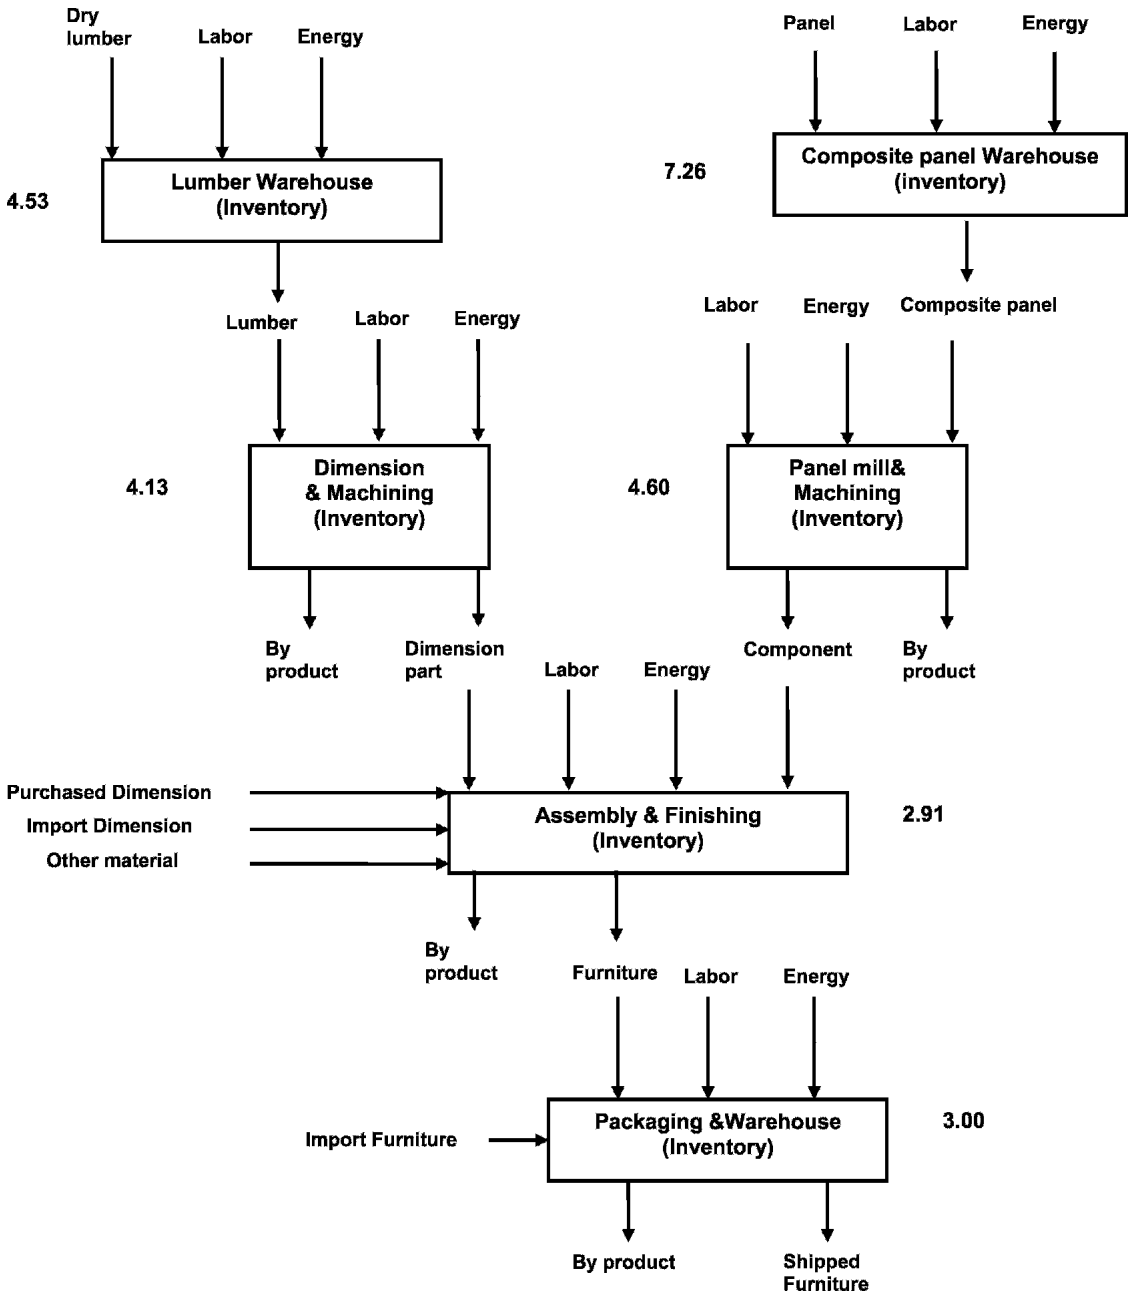 Dry
lumber
Labor
Energy
Panel
Labor
Energy
4.53
Lumber Warehouse
(Inventory)
7.26
Composite panel Warehouse
(inventory)
Lumber
Labor
Energy
Labor
Energy
Composite panel
4.13
Dimension
& Machining
(Inventory)
4.60
Panel mill&
Machining
(Inventory)
By
product
Dimension
part
Labor
Energy
Component
By
product
Purchased Dimension
Import Dimension
Other material
Assembly & Finishing
(Inventory)
2.91
By
product
Furniture
Labor
Energy
Import Furniture
Packaging &Warehouse
(Inventory)
3.00
By product
Shipped
Furniture